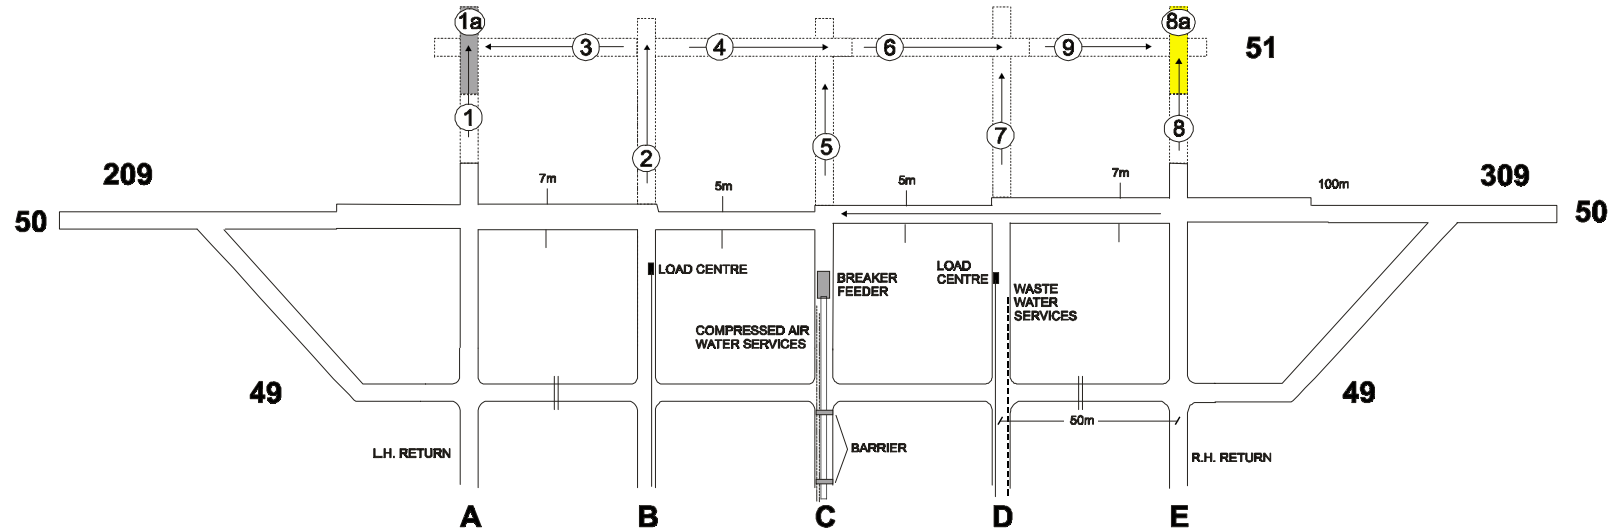 1a
8a
3
4
6
9
51
1
2
5
7
8
209
7m
5m
5m
7m
100m
309
50
50
LOAD CENTRE
BREAKER
FEEDER
LOAD
CENTRE
WASTE
WATER
SERVICES
COMPRESSED AIR
WATER SERVICES
49
49
50m
L.H. RETURN
BARRIER
R.H. RETURN
A
B
C
D
E